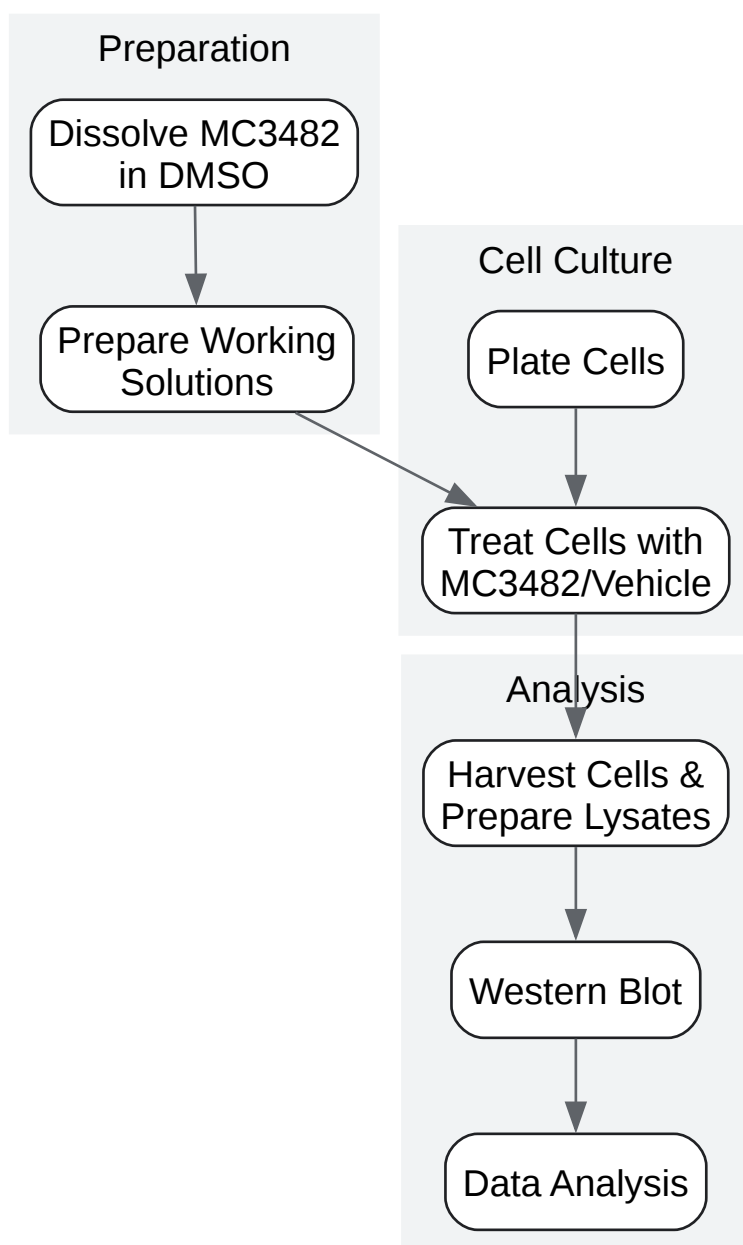 Preparation
Dissolve MC3482
in DMSO
Prepare Working
Solutions
Cell Culture
Plate Cells
Treat Cells with
MC3482/Vehicle
Analysis
Harvest Cells &
Prepare Lysates
Western Blot
Data Analysis